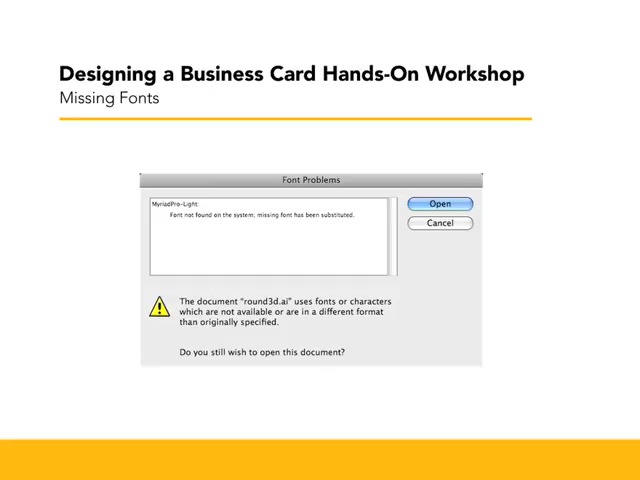 Designing a Business Card Hands-On Workshop
Missing Fonts
Font Problems
MyriadPro-Light:
Font not found on the system; missing font has been substituted.
Open
Cancel
The document “round3d.ai” uses fonts or characters
which are not available or are in a different format
than originally specified.
Do you still wish to open this document?